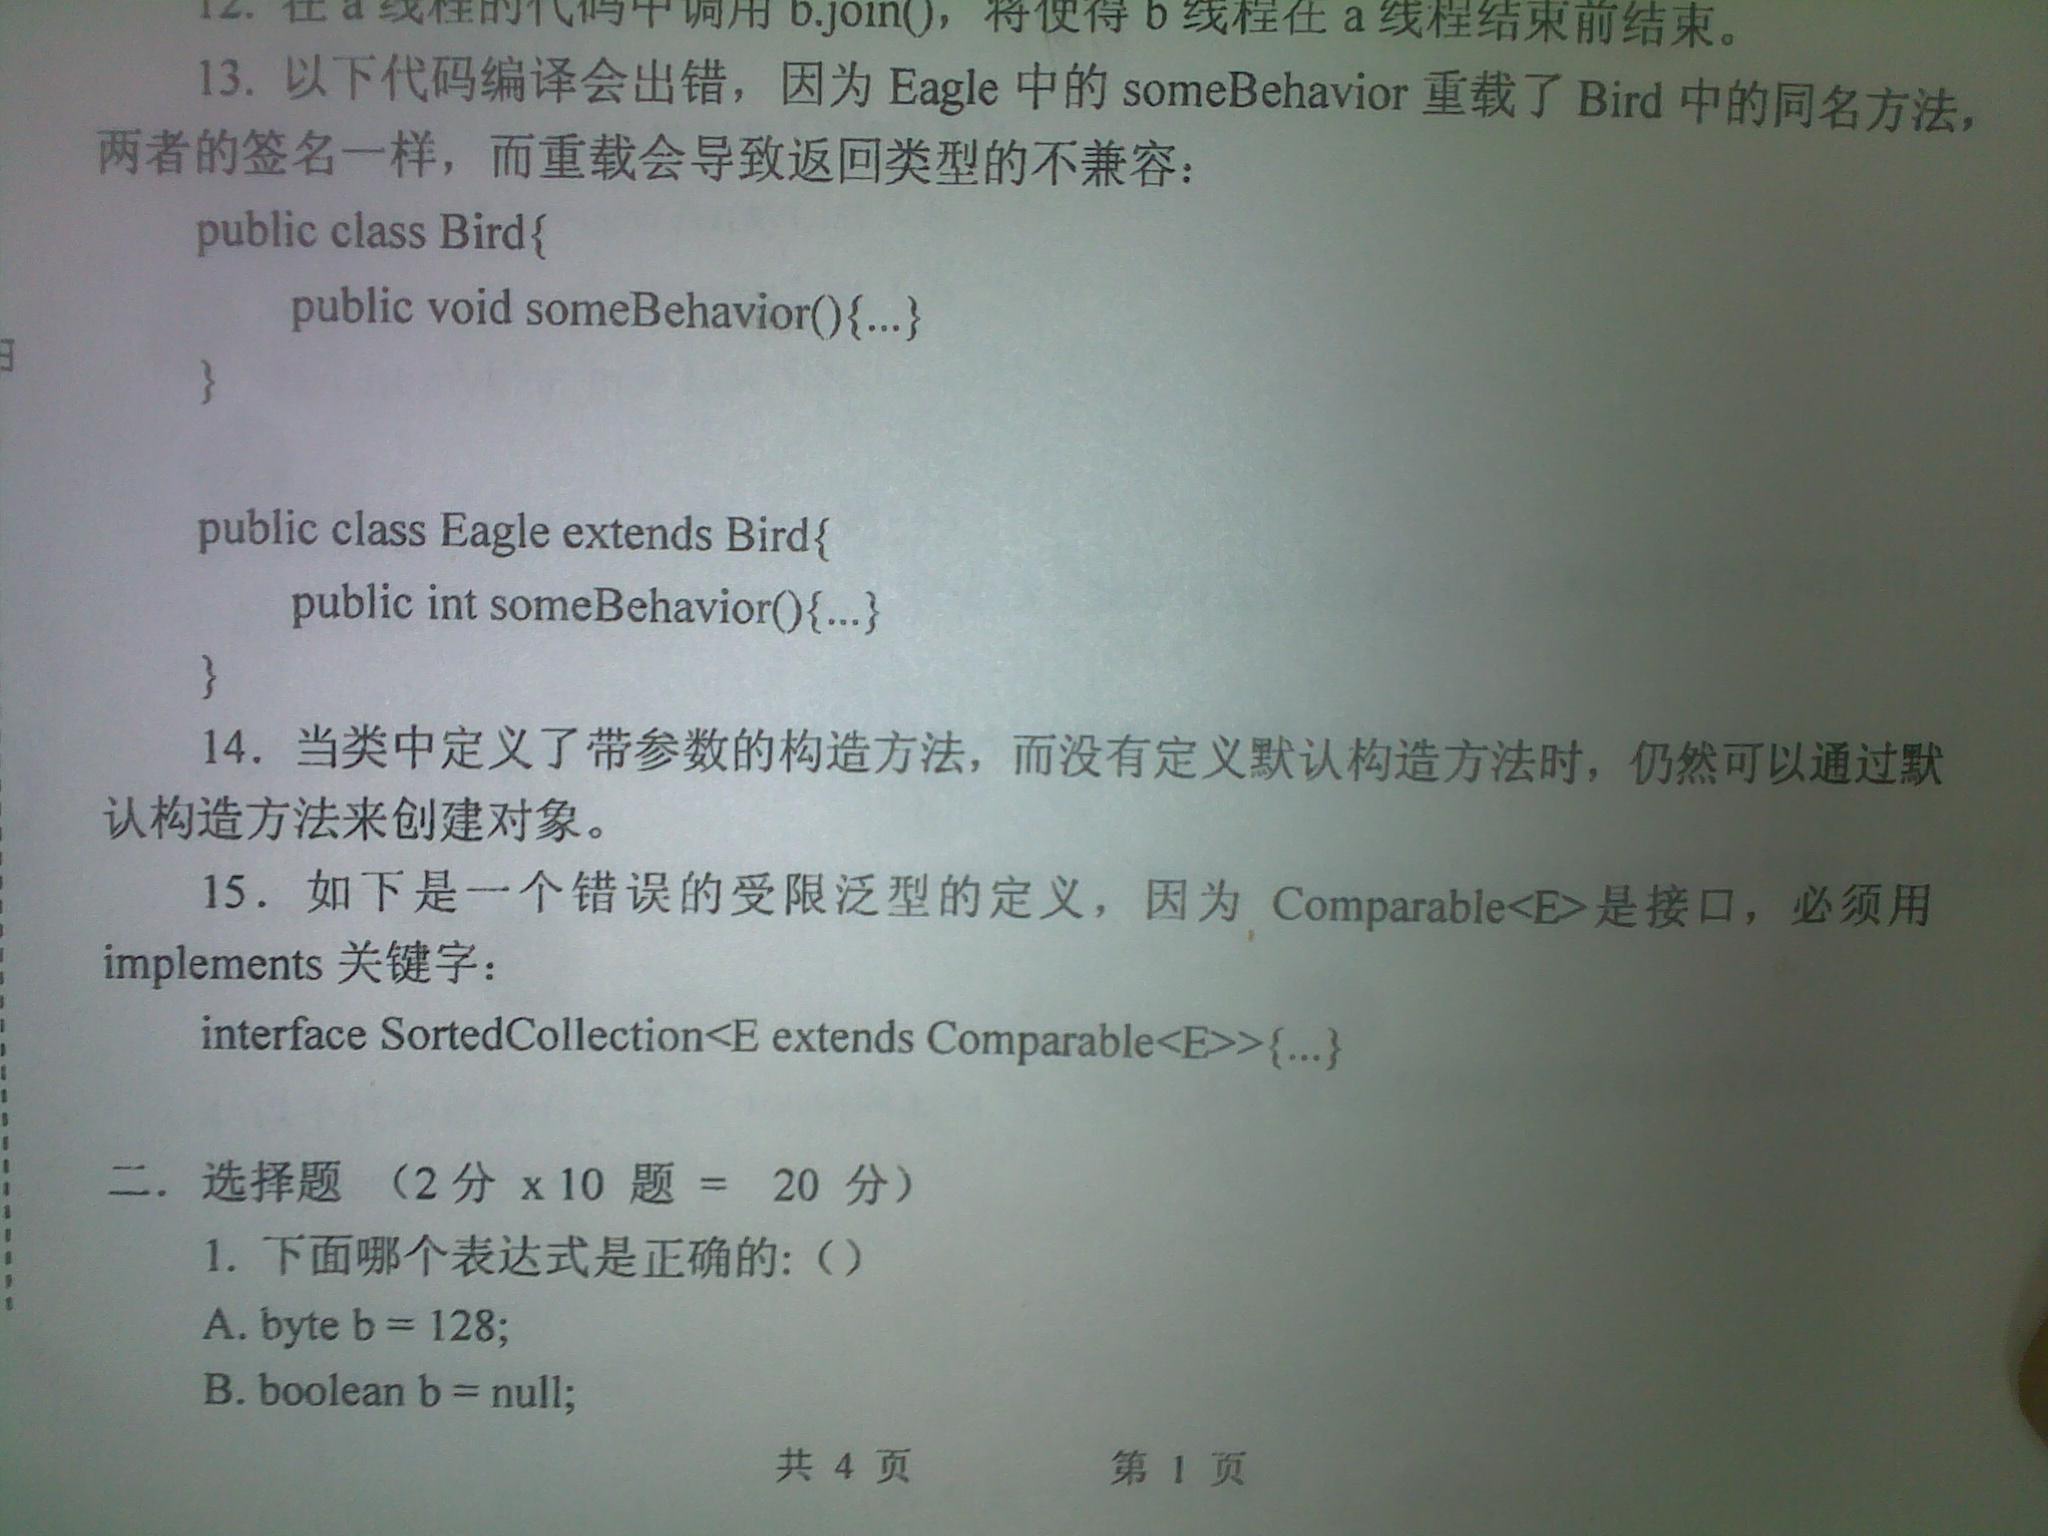 12. 在 a 线程的代码中调用 b.join()，将使得 b 线程在 a 线程结束前结束。
13. 以下代码编译会出错，因为 Eagle 中的 someBehavior 重载了 Bird 中的同名方法，
两者的签名一样，而重载会导致返回类型的不兼容：
public class Bird{
public void someBehavior(){...}
}
public class Eagle extends Bird{
public int someBehavior(){...}
}
14. 当类中定义了带参数的构造方法，而没有定义默认构造方法时，仍然可以通过默
认构造方法来创建对象。
15. 如下是一个错误的受限泛型的定义，因为 Comparable<E>是接口，必须用
implements 关键字：
interface SortedCollection<E extends Comparable<E>>{...}
二. 选择题 （2 分 x 10 题 = 20 分）
1. 下面哪个表达式是正确的:（）
A. byte b = 128;
B. boolean b = null;
共 4 页 第 1 页